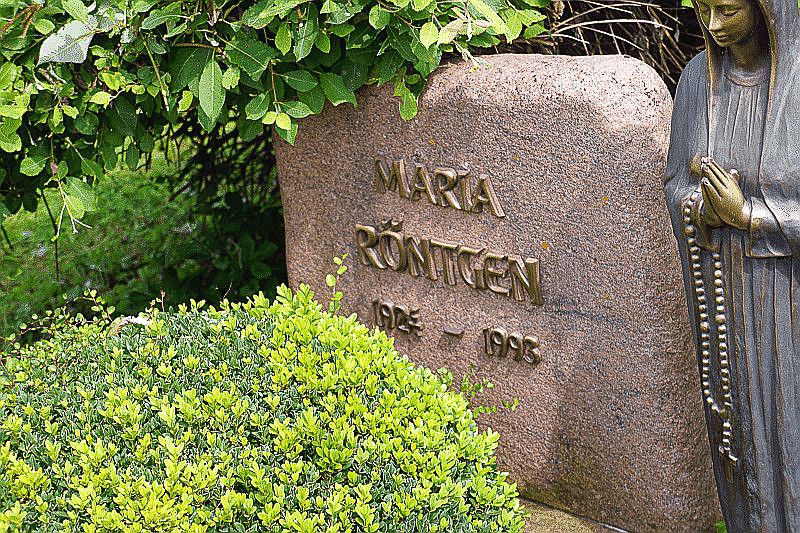 MARIA
RÖNTGEN
1924 - 1993